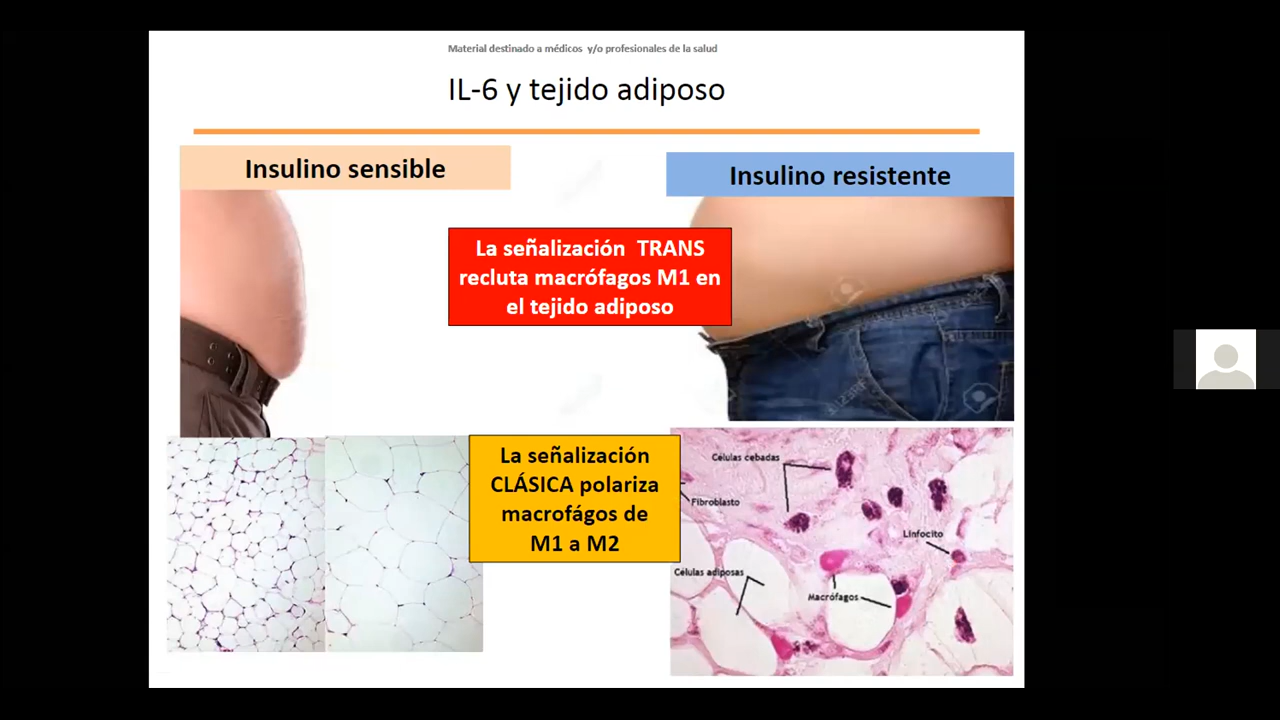 Material destinado a médicos y/o profesionales de la salud
IL-6 y tejido adiposo
Insulino sensible
Insulino resistente
La señalización TRANS
recluta macrófagos M1 en
el tejido adiposo
La señalización
CLÁSICA polariza
macrofágos de
M1 a M2
Células cebadas
Fibroblasto
Linfocito
Células adiposas
Macrófagos